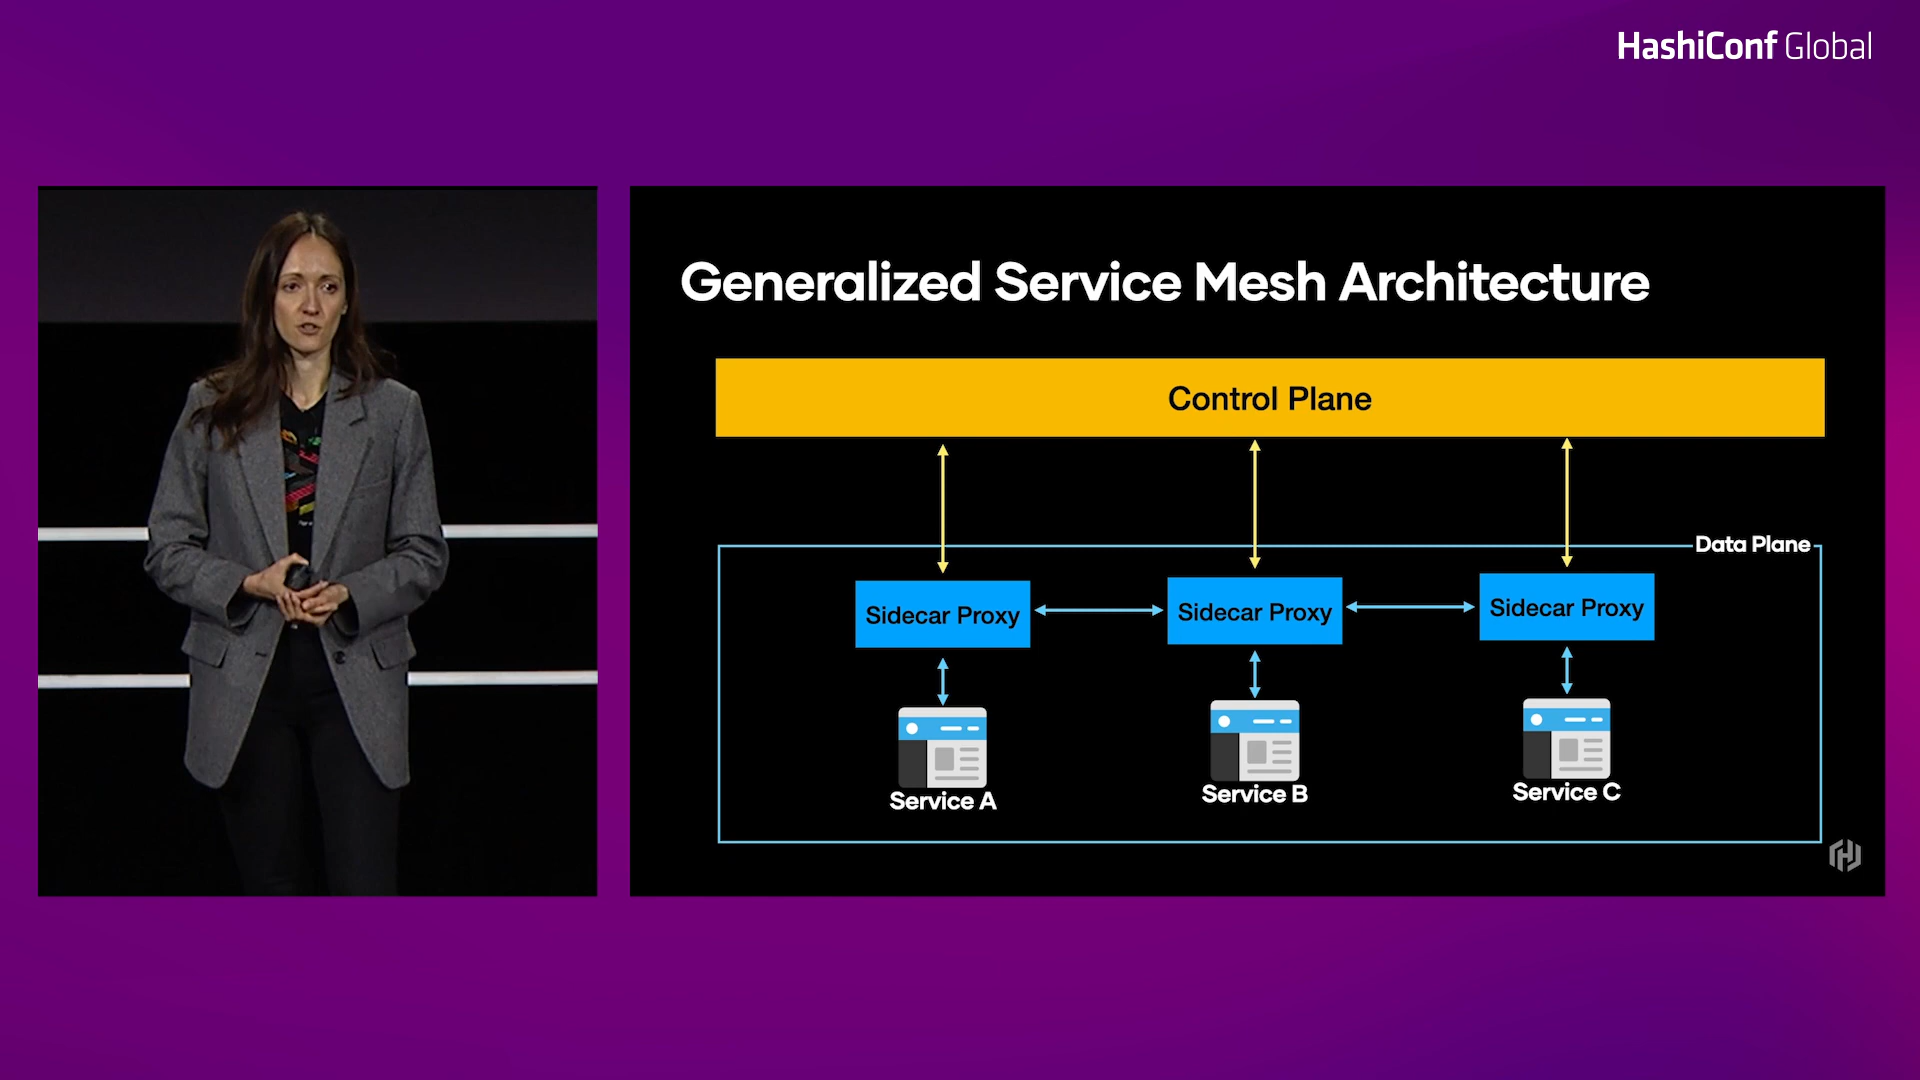 HashiConf Global
Generalized Service Mesh Architecture
Control Plane
Data Plane
Sidecar Proxy
Sidecar Proxy
Sidecar Proxy
Service A
Service B
Service C